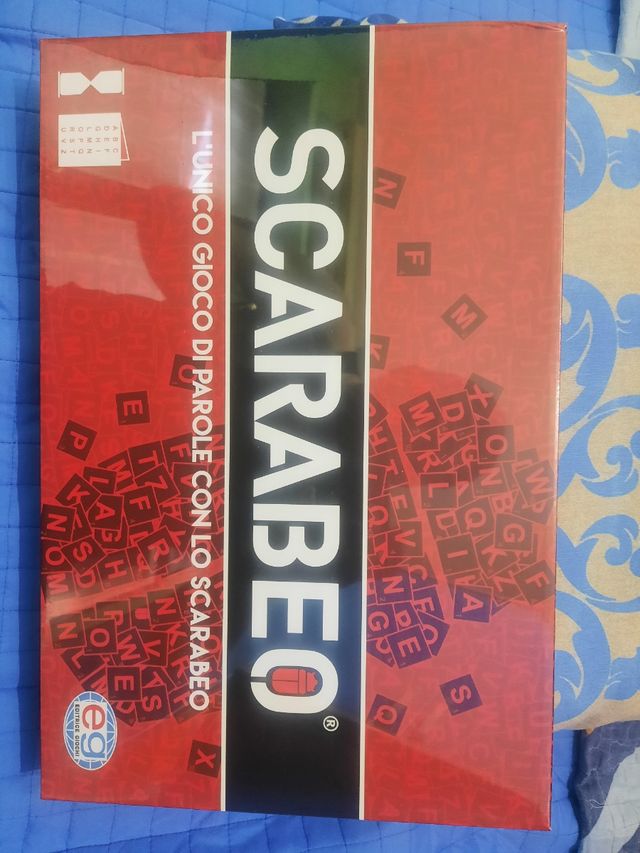 SCARABEO®
L'UNICO GIOCO DI PAROLE CON LO SCARABEO
A B C
D E F
G H I
L M N
O P Q
R S T
U V Z
eg
EDITRICE GIOCHI
N
F
M
E
P
X
A
S
Q